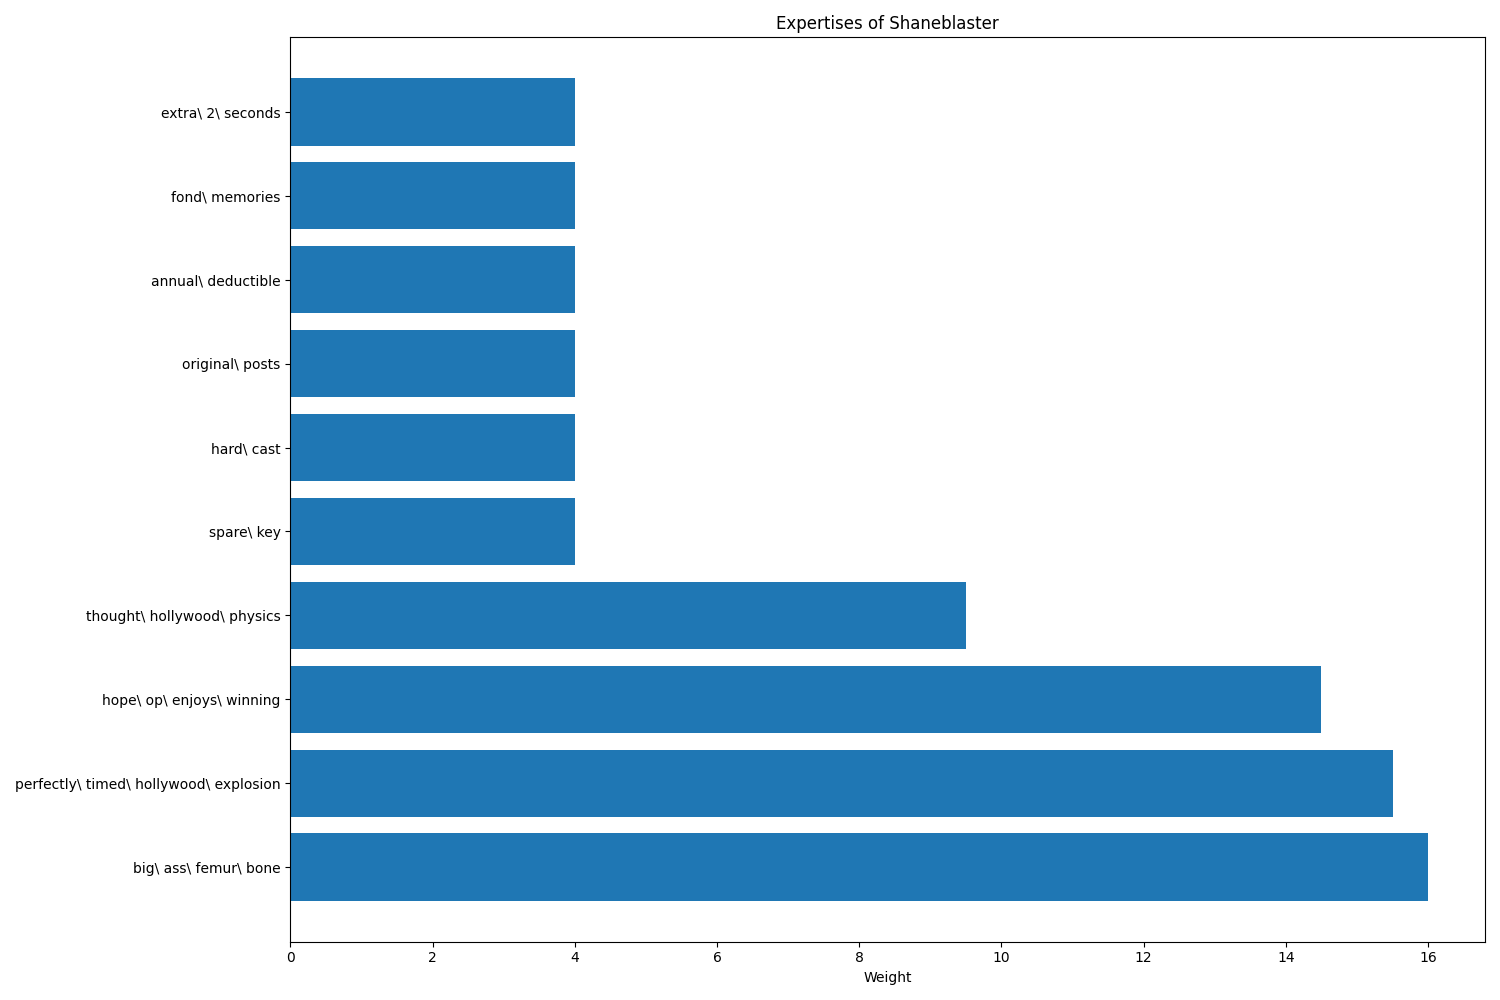 Expertises of Shaneblaster
extra\ 2\ seconds
fond\ memories
annual\ deductible
original\ posts
hard\ cast
spare\ key
thought\ hollywood\ physics
hope\ op\ enjoys\ winning
perfectly\ timed\ hollywood\ explosion
big\ ass\ femur\ bone
0 2 4 6 8 10 12 14 16
Weight